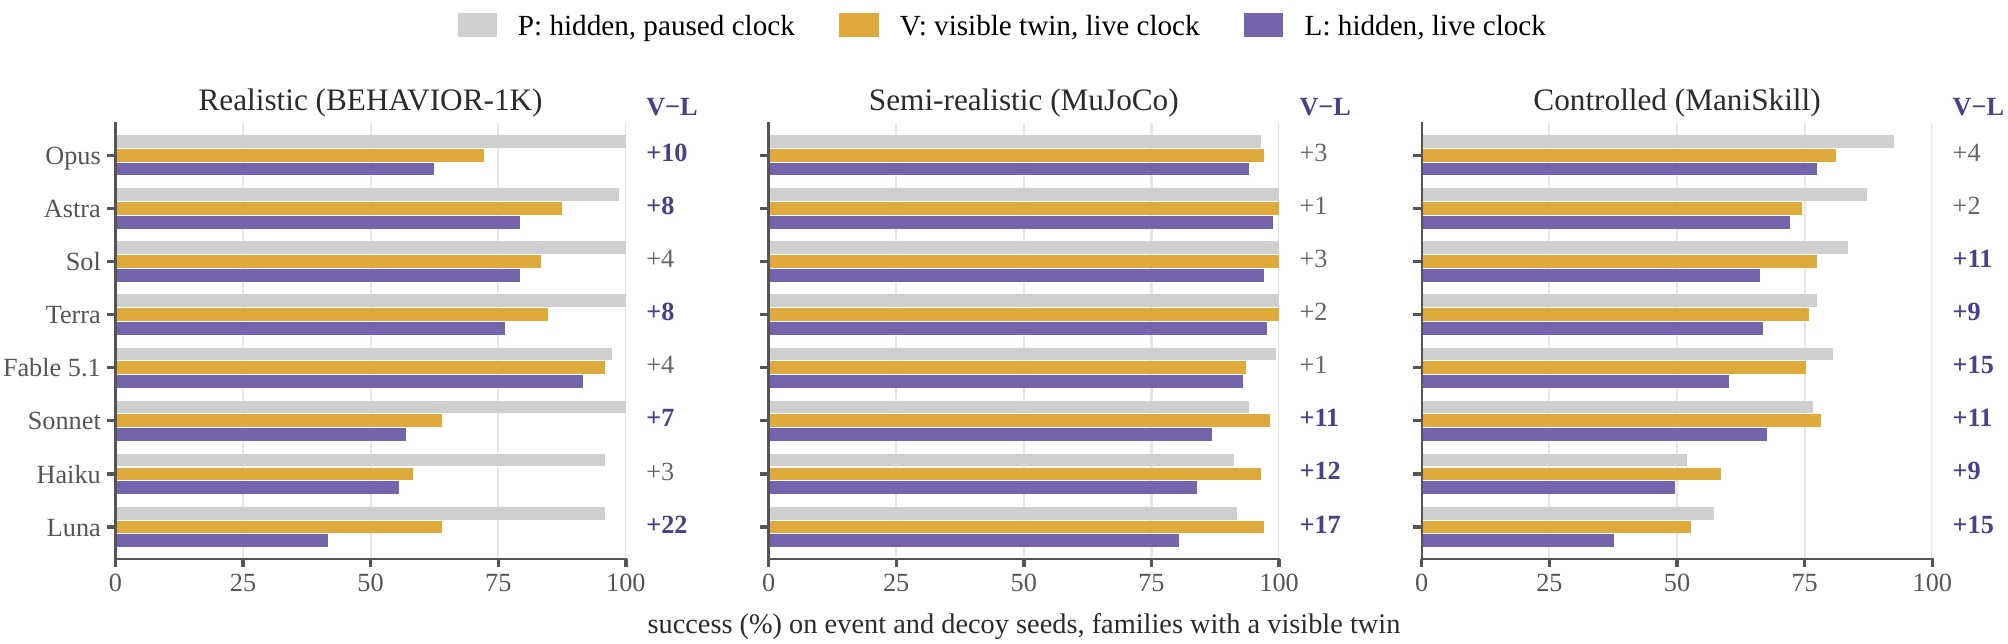 P: hidden, paused clock V: visible twin, live clock L: hidden, live clock
Realistic (BEHAVIOR-1K) V−L Semi-realistic (MuJoCo) V−L Controlled (ManiSkill) V−L
Opus +10 +3 +4
Astra +8 +1 +2
Sol +4 +3 +11
Terra +8 +2 +9
Fable 5.1 +4 +1 +15
Sonnet +7 +11 +11
Haiku +3 +12 +9
Luna +22 +17 +15
0 25 50 75 100 0 25 50 75 100 0 25 50 75 100
success (%) on event and decoy seeds, families with a visible twin